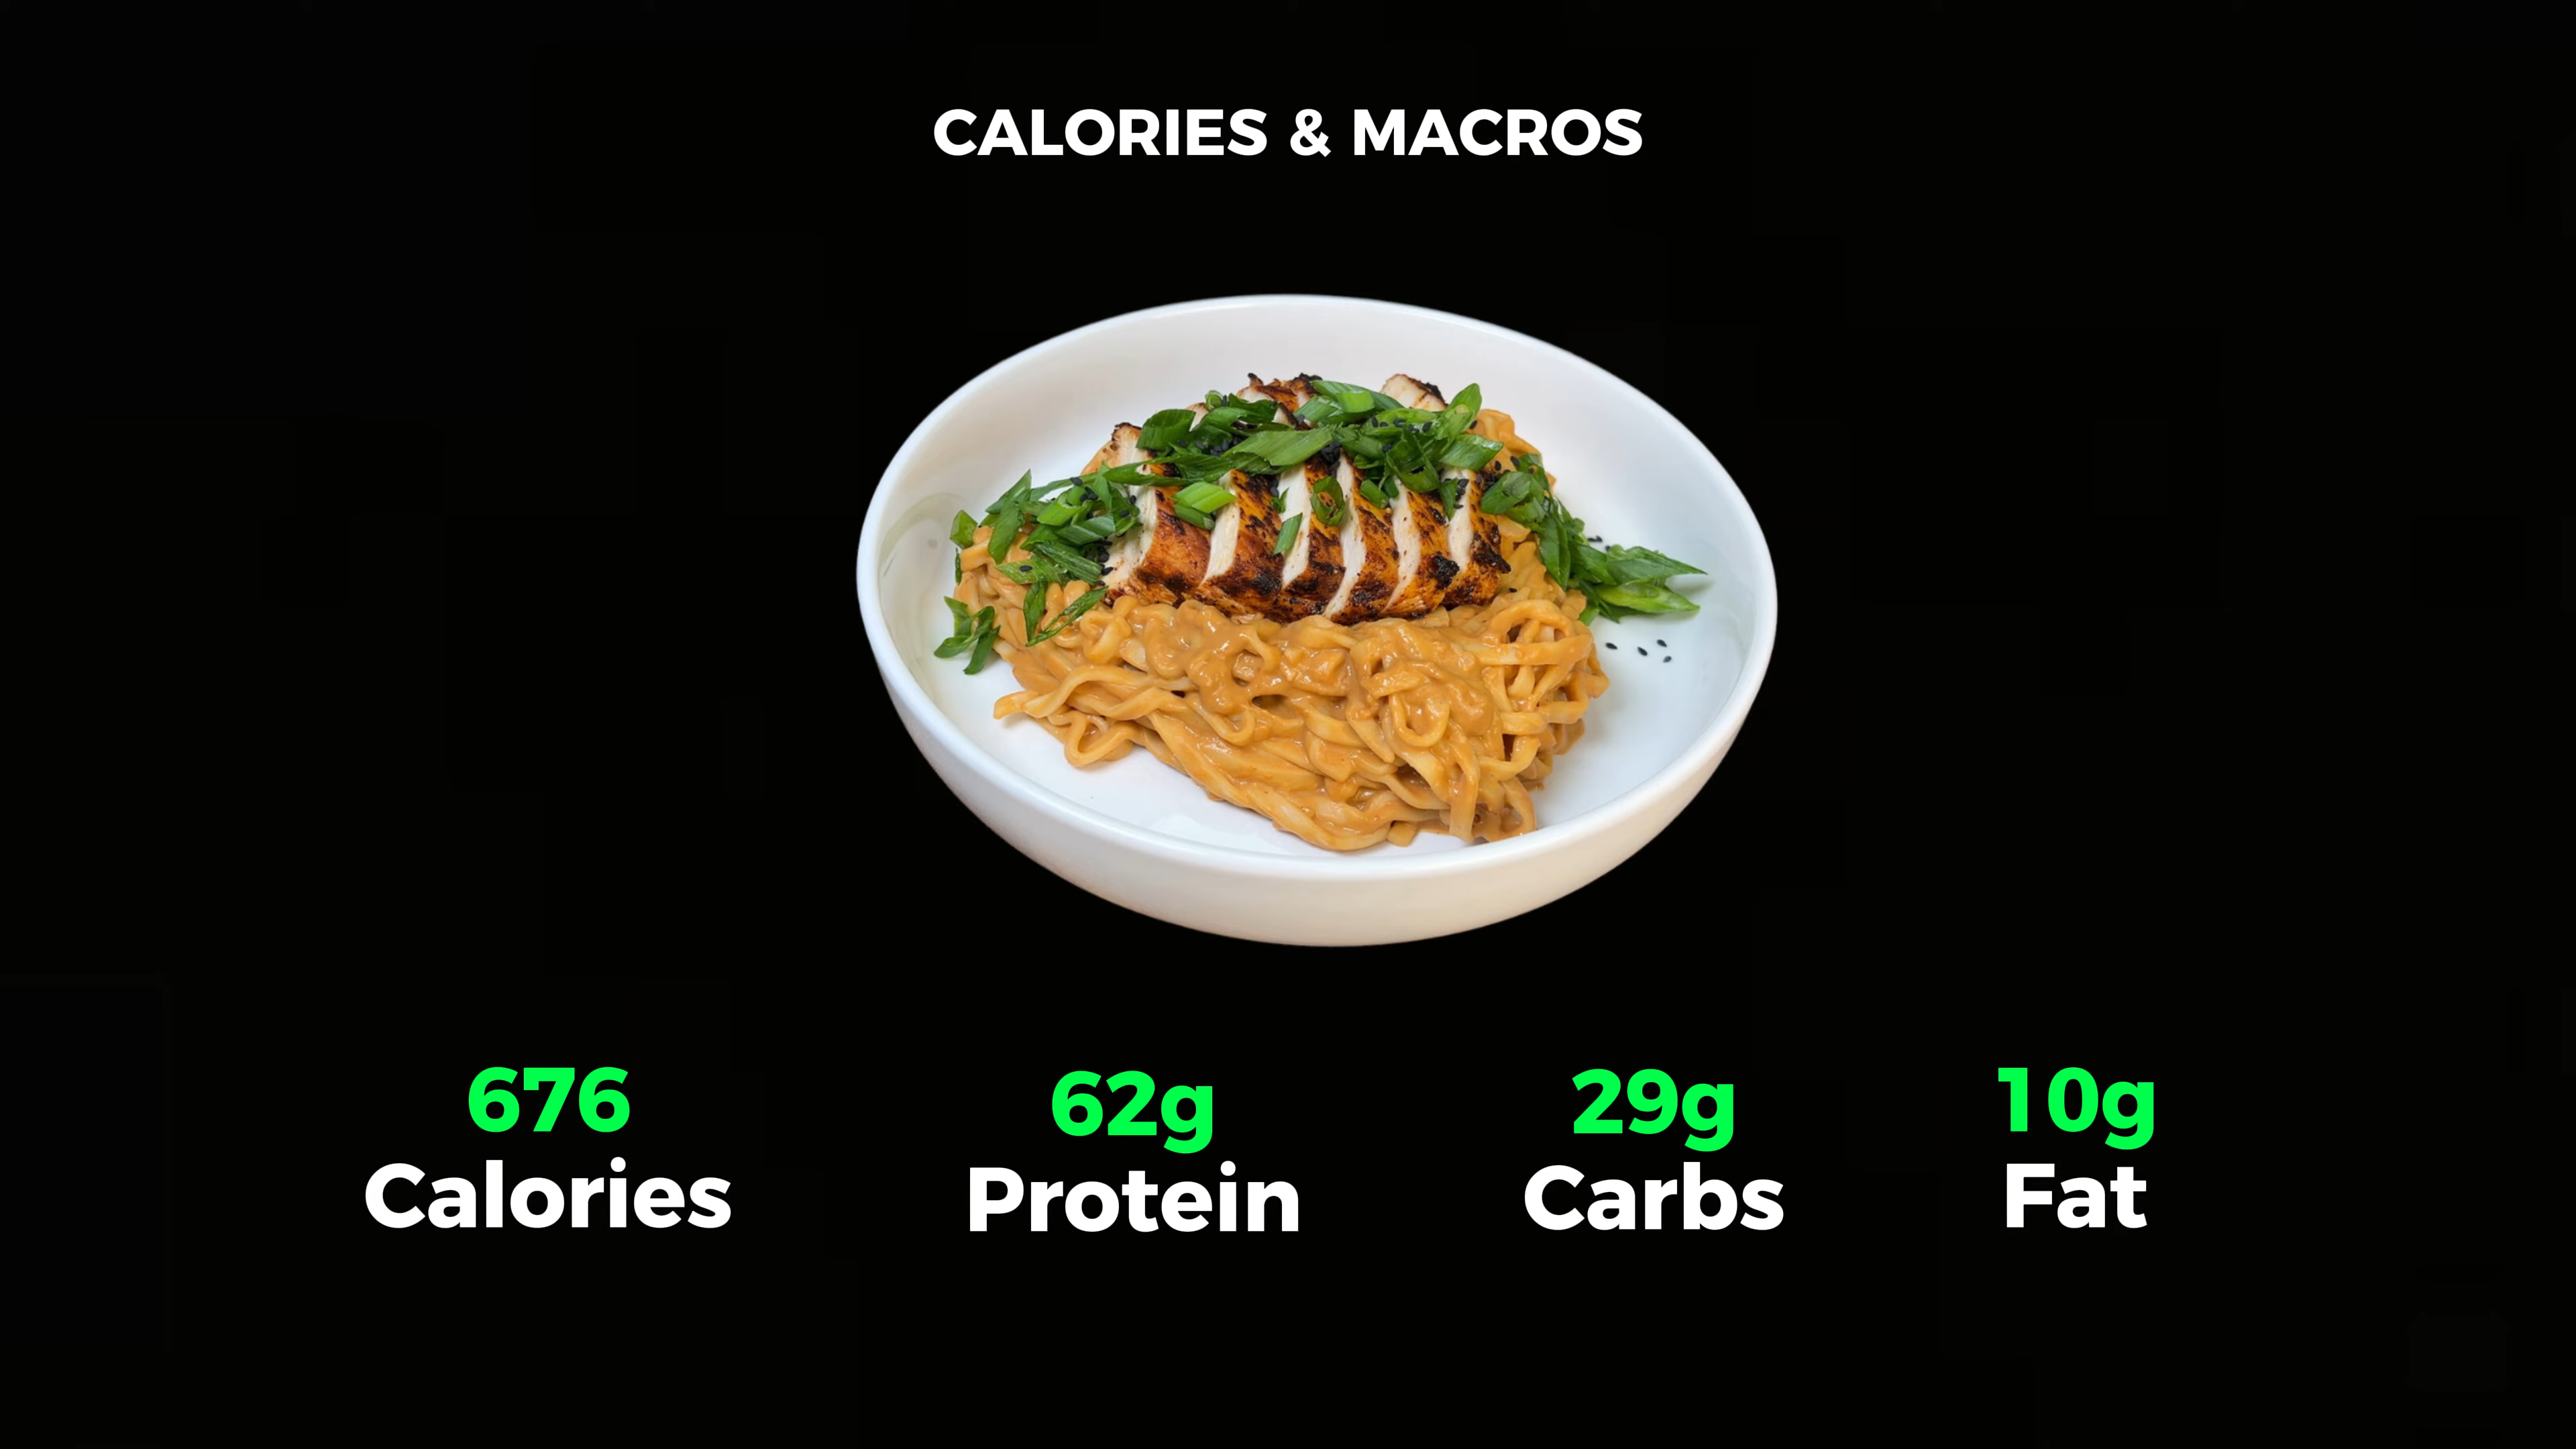 CALORIES & MACROS
676
Calories
62g
Protein
29g
Carbs
10g
Fat